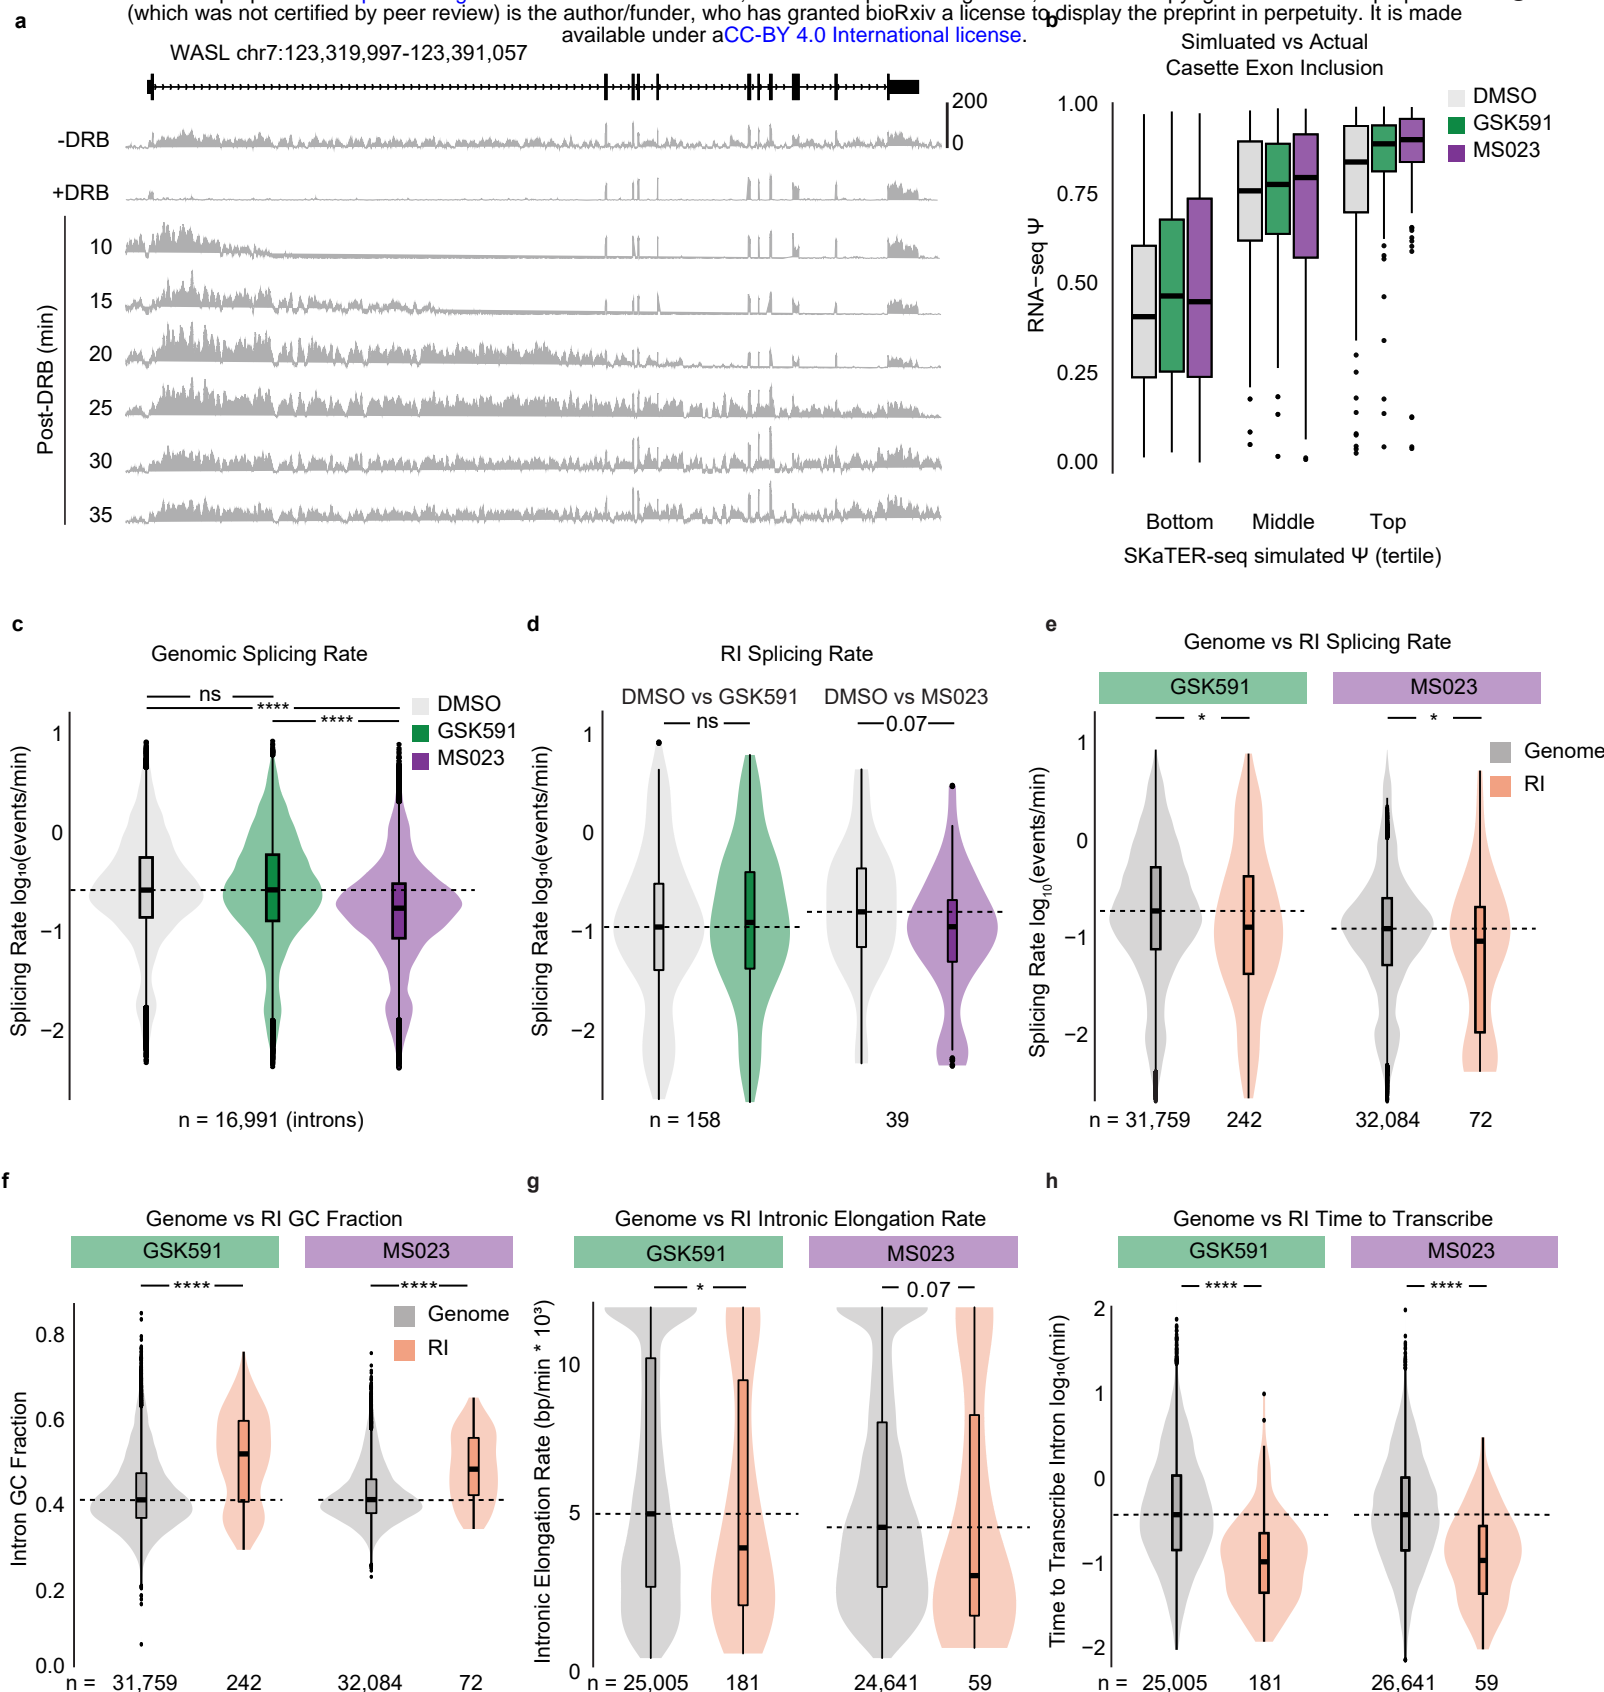 (which was not certified by peer review) is the author/funder, who has granted bioRxiv a license to display the preprint in perpetuity. It is made
available under aCC-BY 4.0 International license.
a
WASL chr7:123,319,997-123,391,057
200
0
-DRB
+DRB
10
15
20
25
30
35
Post-DRB (min)
b
Simluated vs Actual
Casette Exon Inclusion
DMSO
GSK591
MS023
1.00
0.75
0.50
0.25
0.00
RNA−seq Ψ
Bottom Middle Top
SKaTER-seq simulated Ψ (tertile)
c
Genomic Splicing Rate
ns
****
****
DMSO
GSK591
MS023
1
0
−1
−2
Splicing Rate log₁₀(events/min)
n = 16,991 (introns)
d
RI Splicing Rate
DMSO vs GSK591 DMSO vs MS023
ns 0.07
1
0
−1
−2
Splicing Rate log₁₀(events/min)
n = 158 39
e
Genome vs RI Splicing Rate
GSK591 MS023
* *
Genome
RI
1
0
−1
−2
Splicing Rate log₁₀(events/min)
n = 31,759 242 32,084 72
f
Genome vs RI GC Fraction
GSK591 MS023
**** ****
Genome
RI
0.8
0.6
0.4
0.2
0.0
Intron GC Fraction
n = 31,759 242 32,084 72
g
Genome vs RI Intronic Elongation Rate
GSK591 MS023
* 0.07
10
5
0
Intronic Elongation Rate (bp/min * 10³)
n = 25,005 181 24,641 59
h
Genome vs RI Time to Transcribe
GSK591 MS023
**** ****
2
1
0
−1
−2
Time to Transcribe Intron log₁₀(min)
n = 25,005 181 26,641 59